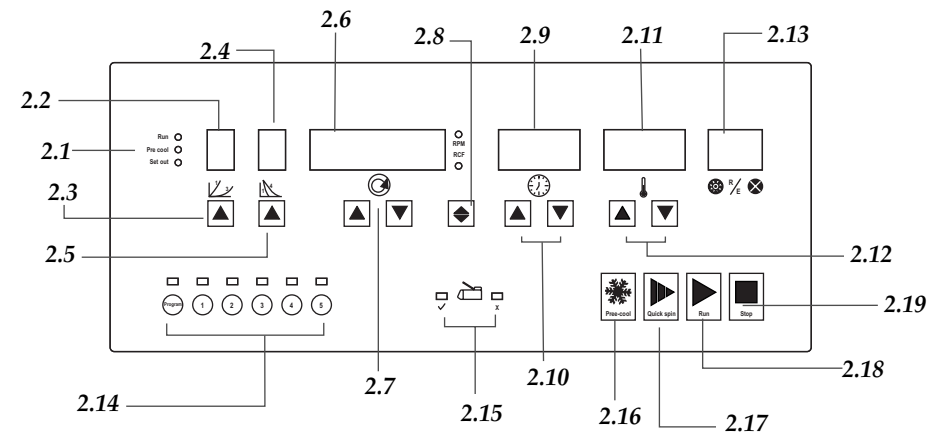 2.6
2.8
2.9
2.11
2.13
2.4
2.2
2.1
Run
Pre cool
Set out
RPM
RCF
R/E
2.3
2.5
2.12
Program
1
2
3
4
5
✓
X
Pree-cool
Quick spin
Run
Stop
2.19
2.14
2.7
2.15
2.10
2.16
2.17
2.18